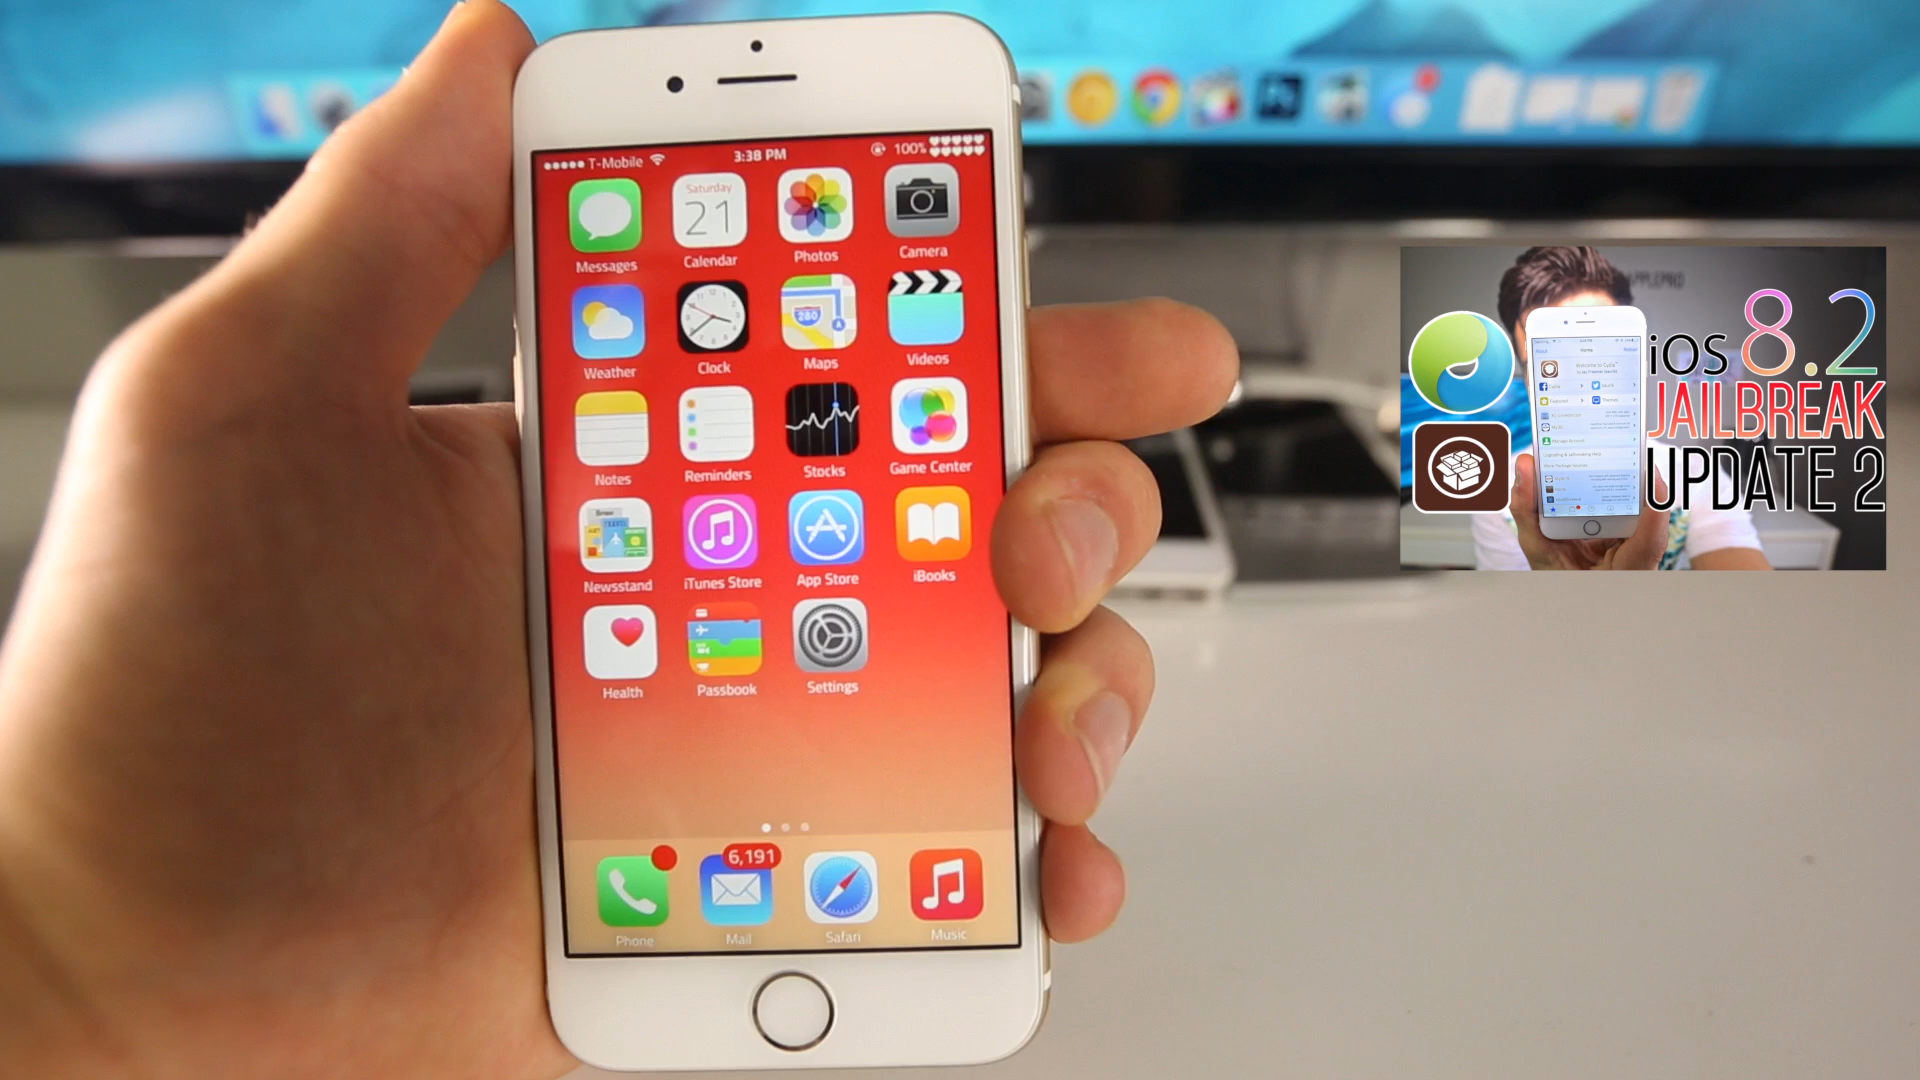 T-Mobile 3:38 PM 100%
Saturday
21
Messages Calendar Photos Camera
280
Weather Clock Maps Videos
Notes Reminders Stocks Game Center
Newsstand iTunes Store App Store iBooks
Health Passbook Settings
6,191
Phone Mail Safari Music
iOS 8.2
JAILBREAK
UPDATE 2